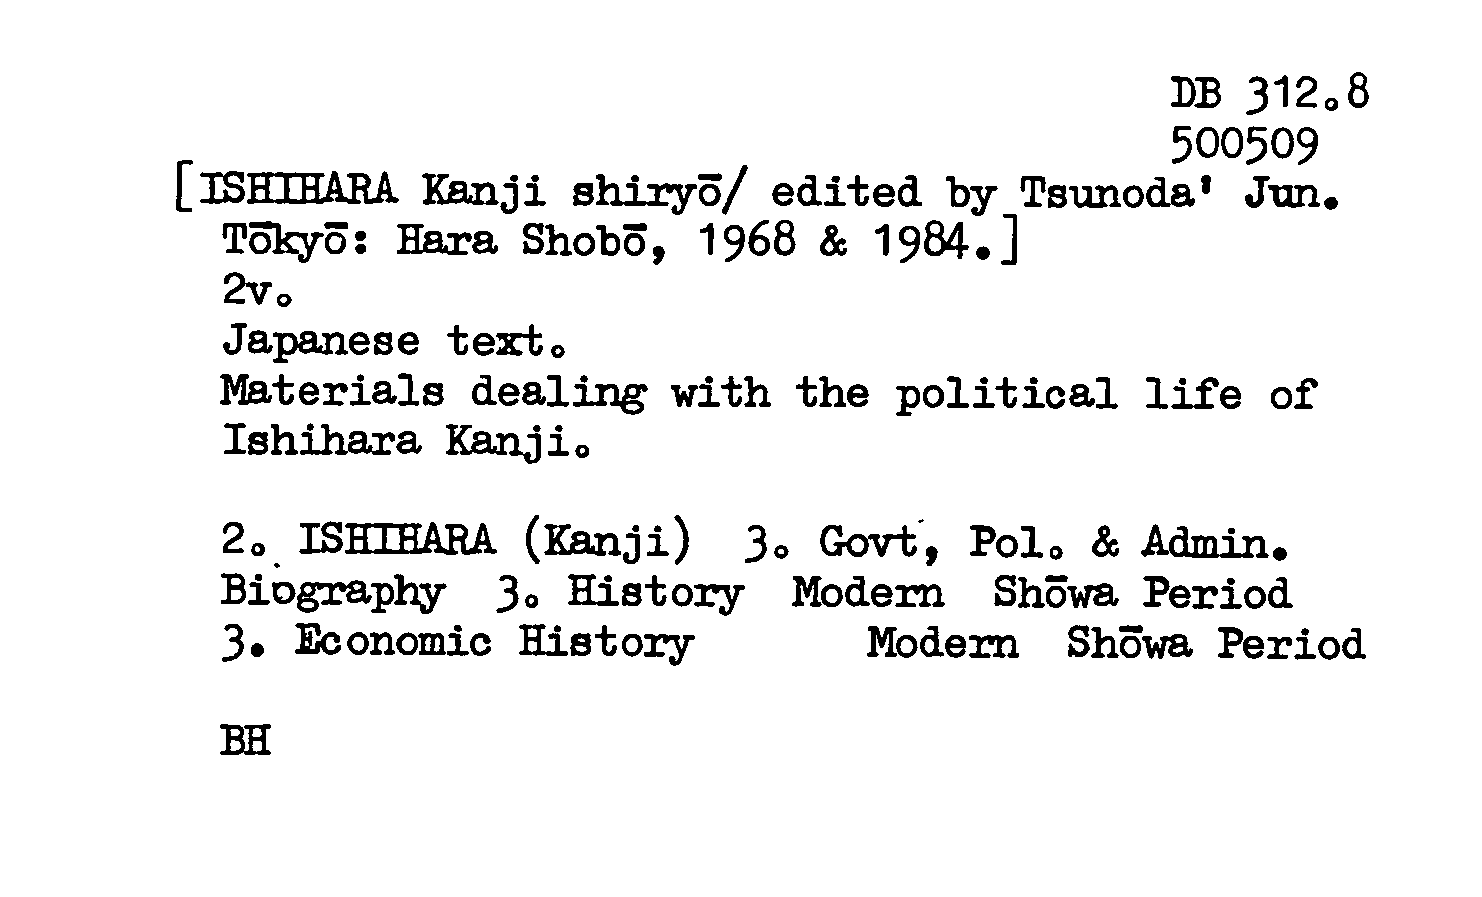 DB 312.8
500509
[ISHIHARA Kanji shiryō/ edited by Tsunoda' Jun.
Tōkyō: Hara Shobō, 1968 & 1984.]
2v.
Japanese text.
Materials dealing with the political life of
Ishihara Kanji.
2. ISHIHARA (Kanji) 3. Govt, Pol. & Admin.
Biography 3. History Modern Shōwa Period
3. Economic History Modern Shōwa Period
BH